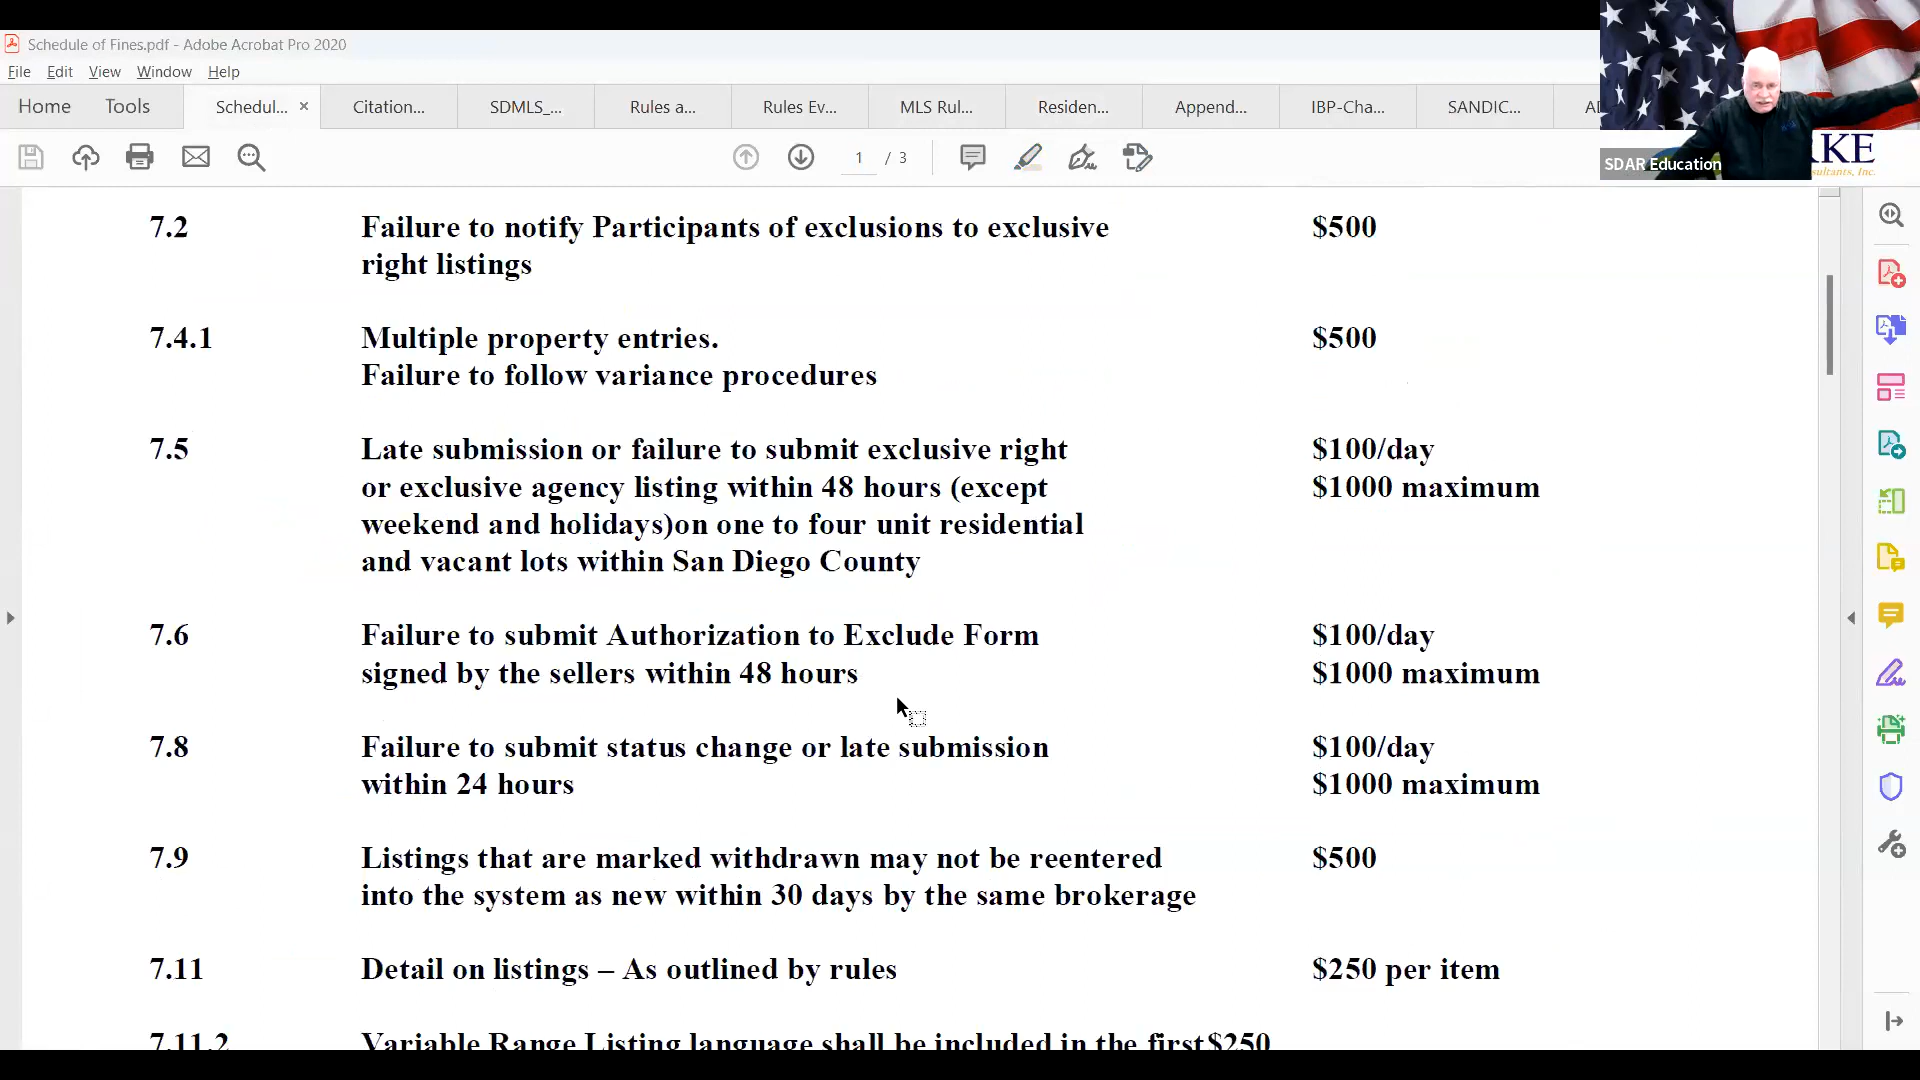 Schedule of Fines.pdf - Adobe Acrobat Pro 2020
File Edit View Window Help
Home Tools Schedul... × Citation... SDMLS_... Rules a... Rules Ev... MLS Rul... Residen... Append... IBP-Cha... SANDIC...
1 / 3
SDAR Education
7.2 Failure to notify Participants of exclusions to exclusive $500
right listings
7.4.1 Multiple property entries. $500
Failure to follow variance procedures
7.5 Late submission or failure to submit exclusive right $100/day
or exclusive agency listing within 48 hours (except $1000 maximum
weekend and holidays)on one to four unit residential
and vacant lots within San Diego County
7.6 Failure to submit Authorization to Exclude Form $100/day
signed by the sellers within 48 hours $1000 maximum
7.8 Failure to submit status change or late submission $100/day
within 24 hours $1000 maximum
7.9 Listings that are marked withdrawn may not be reentered $500
into the system as new within 30 days by the same brokerage
7.11 Detail on listings – As outlined by rules $250 per item
7.11.2 Variable Range Listing language shall be included in the first $250